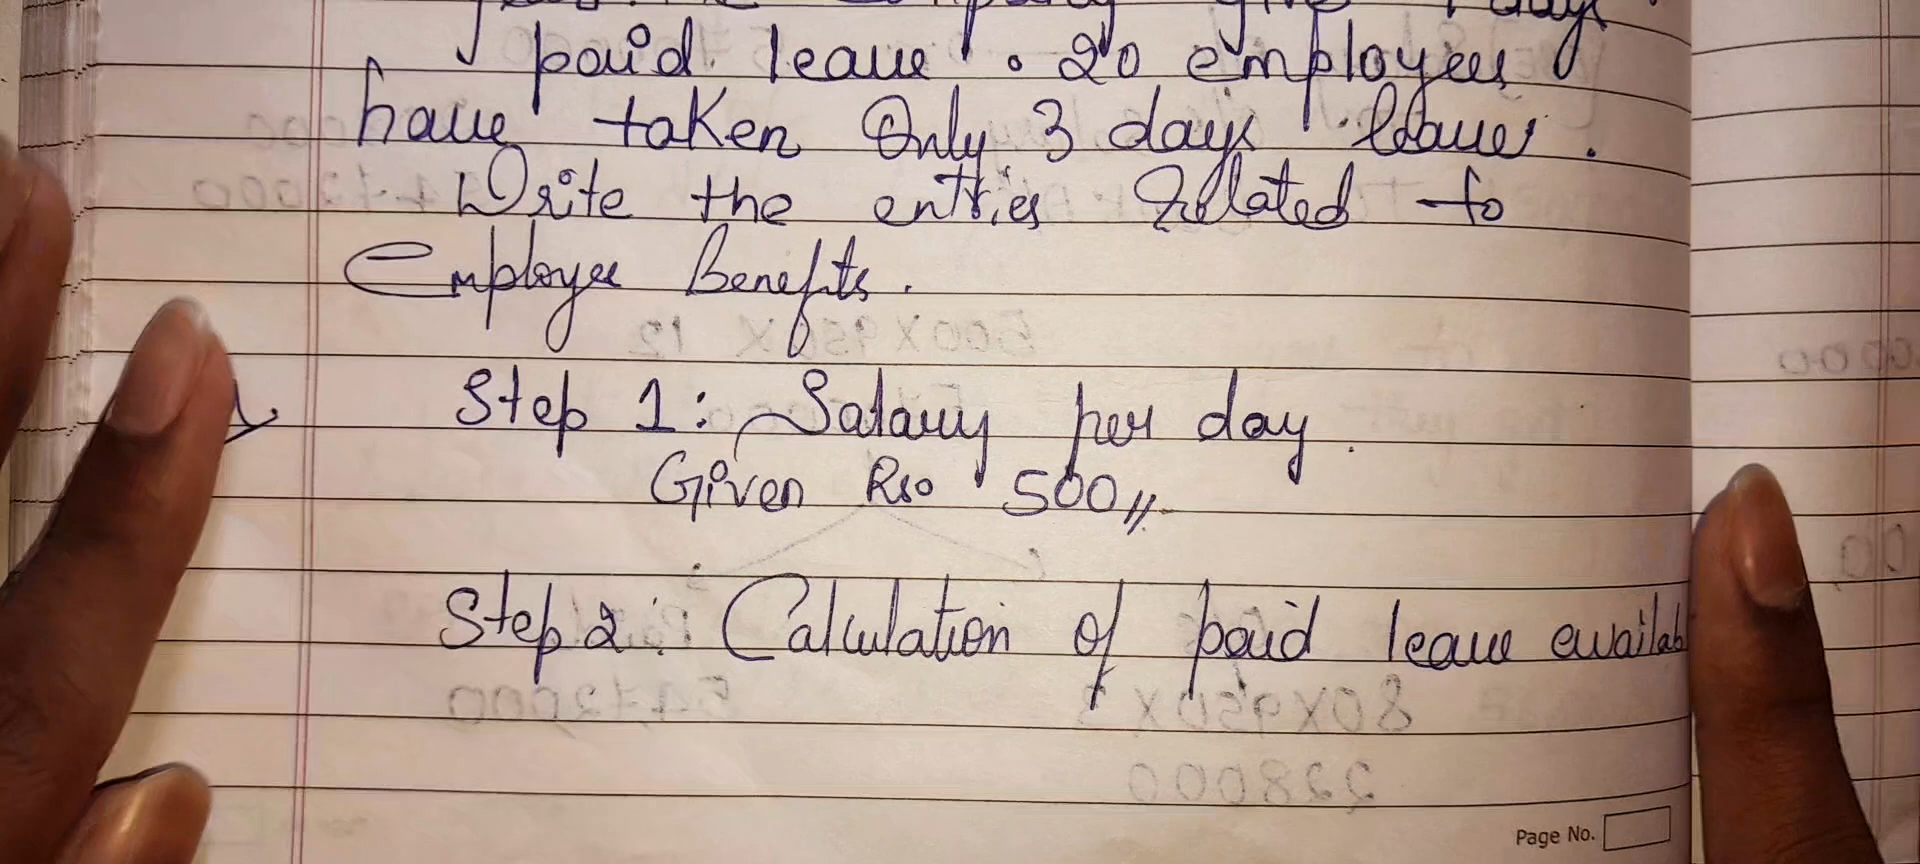 paid leave. 20 employees
have taken Only 3 days leave.
Write the entries Related to
Employee Benefits.
Step 1: Salary per day.
Given Rs. 500//-
Step 2: Calculation of paid leave availab
Page No.